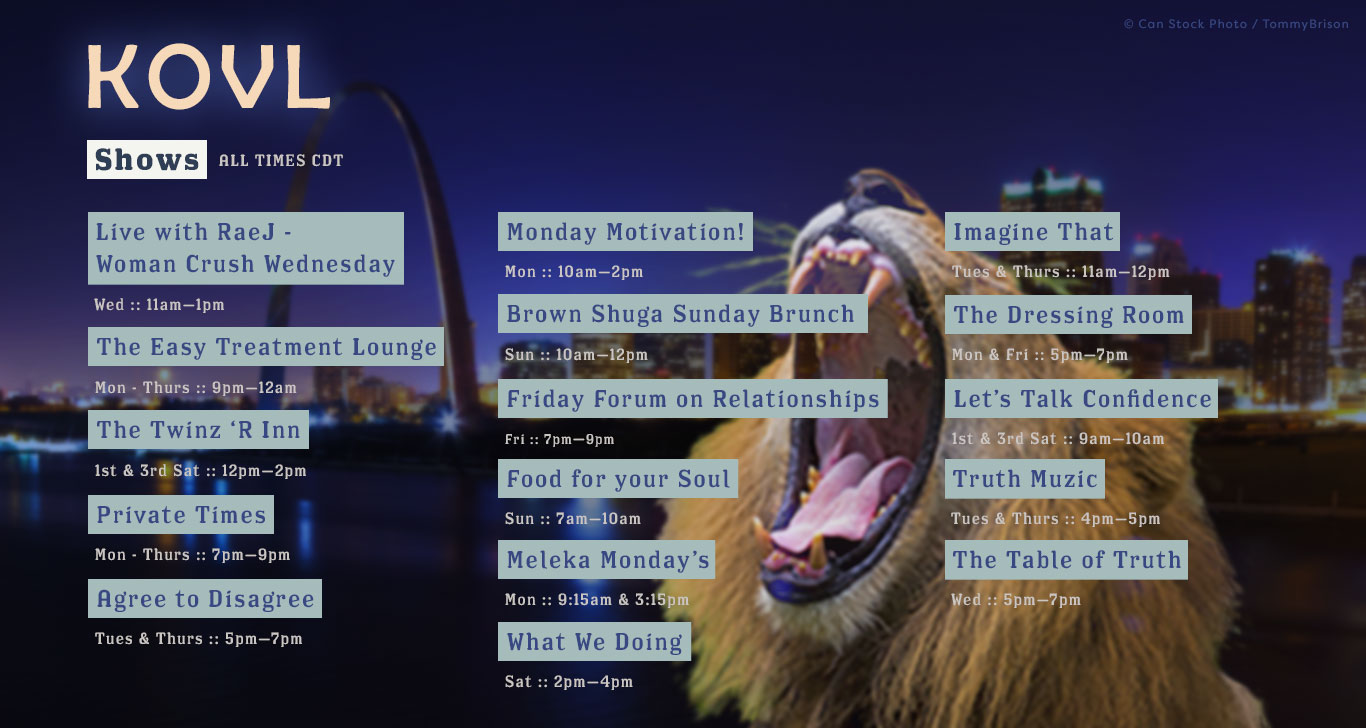 © Can Stock Photo / TommyBrison
KOVL
Shows ALL TIMES CDT
Live with RaeJ -
Woman Crush Wednesday
Wed :: 11am—1pm
The Easy Treatment Lounge
Mon - Thurs :: 9pm—12am
The Twinz ‘R Inn
1st & 3rd Sat :: 12pm—2pm
Private Times
Mon - Thurs :: 7pm—9pm
Agree to Disagree
Tues & Thurs :: 5pm—7pm
Monday Motivation!
Mon :: 10am—2pm
Brown Shuga Sunday Brunch
Sun :: 10am—12pm
Friday Forum on Relationships
Fri :: 7pm—9pm
Food for your Soul
Sun :: 7am—10am
Meleka Monday’s
Mon :: 9:15am & 3:15pm
What We Doing
Sat :: 2pm—4pm
Imagine That
Tues & Thurs :: 11am—12pm
The Dressing Room
Mon & Fri :: 5pm—7pm
Let’s Talk Confidence
1st & 3rd Sat :: 9am—10am
Truth Muzic
Tues & Thurs :: 4pm—5pm
The Table of Truth
Wed :: 5pm—7pm